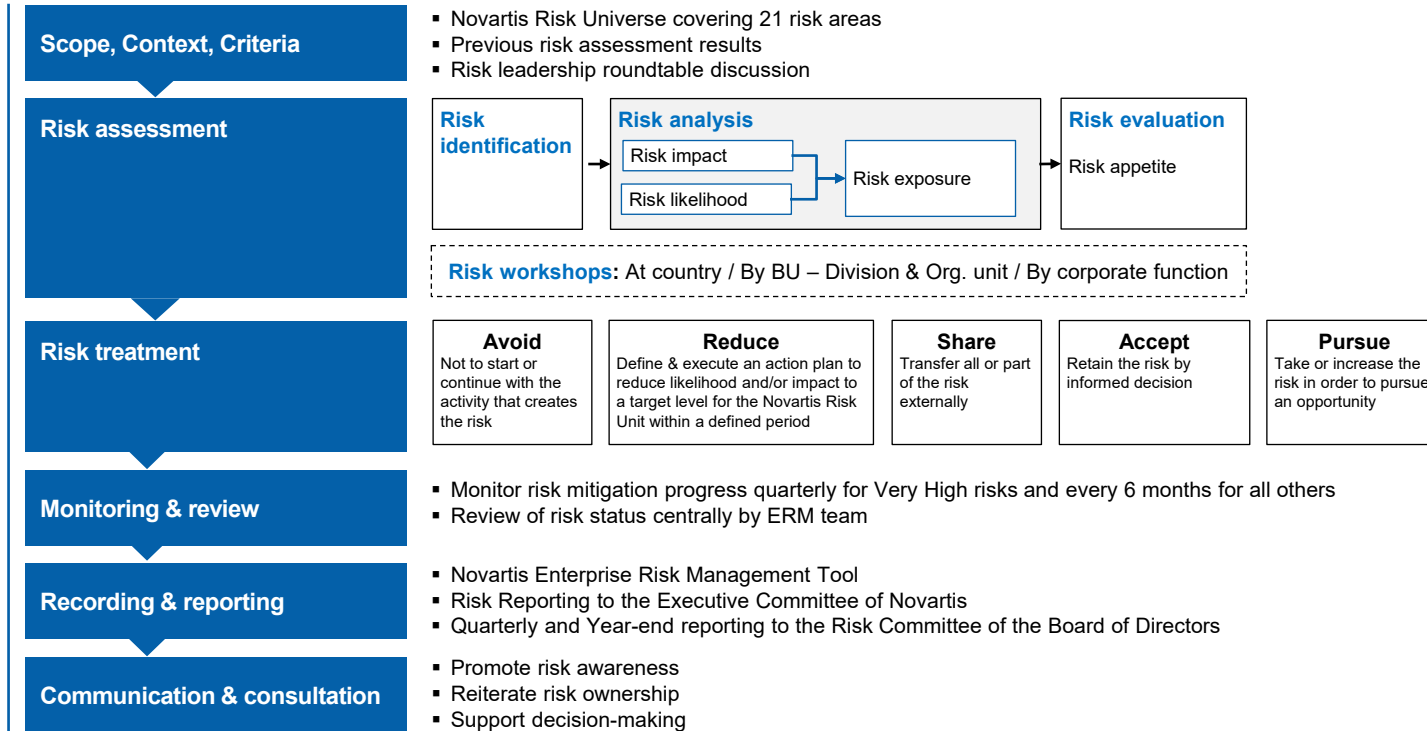 Scope, Context, Criteria
▪ Novartis Risk Universe covering 21 risk areas
▪ Previous risk assessment results
▪ Risk leadership roundtable discussion
Risk assessment
Risk
identification
Risk analysis
Risk impact
Risk likelihood
Risk exposure
Risk evaluation
Risk appetite
Risk workshops: At country / By BU – Division & Org. unit / By corporate function
Risk treatment
Avoid
Not to start or
continue with the
activity that creates
the risk
Reduce
Define & execute an action plan to
reduce likelihood and/or impact to
a target level for the Novartis Risk
Unit within a defined period
Share
Transfer all or part
of the risk
externally
Accept
Retain the risk by
informed decision
Pursue
Take or increase the
risk in order to pursue
an opportunity
Monitoring & review
▪ Monitor risk mitigation progress quarterly for Very High risks and every 6 months for all others
▪ Review of risk status centrally by ERM team
Recording & reporting
▪ Novartis Enterprise Risk Management Tool
▪ Risk Reporting to the Executive Committee of Novartis
▪ Quarterly and Year-end reporting to the Risk Committee of the Board of Directors
Communication & consultation
▪ Promote risk awareness
▪ Reiterate risk ownership
▪ Support decision-making